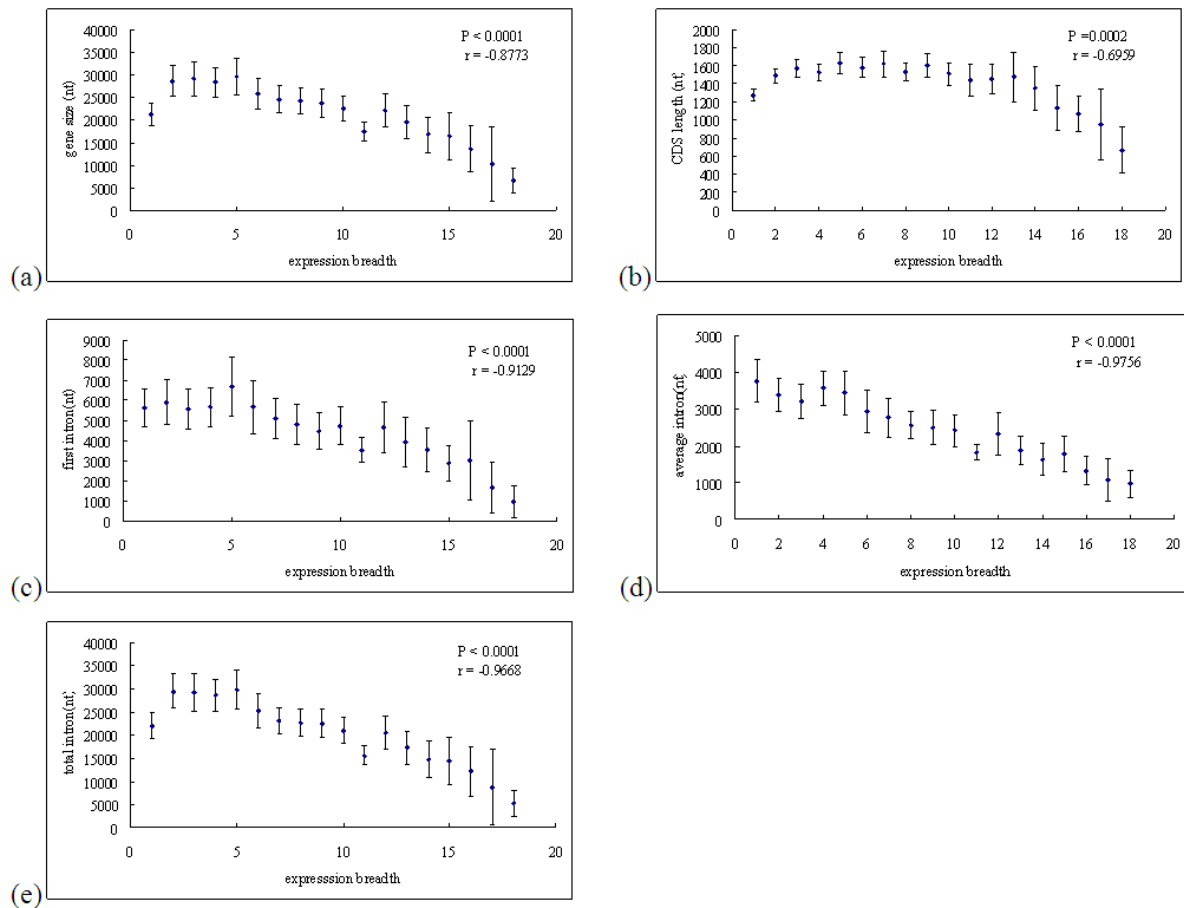 (a)
gene size (nt)
40000
35000
30000
25000
20000
15000
10000
5000
0
0 5 10 15 20
expression breadth
P < 0.0001
r = -0.8773
(b)
CDS length (nt)
2000
1800
1600
1400
1200
1000
800
600
400
200
0
0 2 4 6 8 10 12 14 16 18 20
expression breadth
P =0.0002
r = -0.6959
(c)
first intron(nt)
9000
8000
7000
6000
5000
4000
3000
2000
1000
0
0 5 10 15 20
expression breadth
P < 0.0001
r = -0.9129
(d)
average intron(nt)
5000
4000
3000
2000
1000
0
0 2 4 6 8 10 12 14 16 18 20
expression breadth
P < 0.0001
r = -0.9756
(e)
total intron(nt)
40000
35000
30000
25000
20000
15000
10000
5000
0
0 5 10 15 20
expresssion breadth
P < 0.0001
r = -0.9668